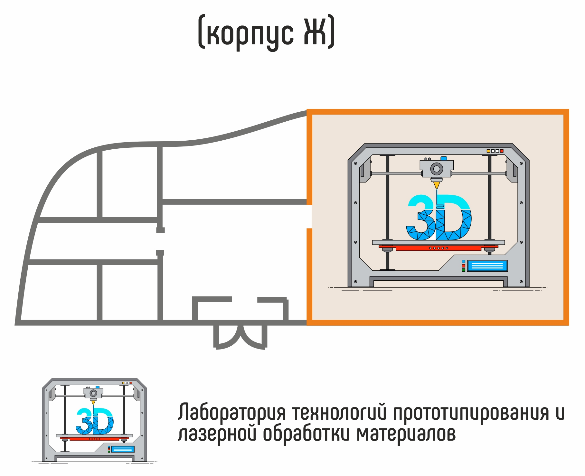 (корпус Ж)
3D
3D
Лаборатория технологий прототипирования и
лазерной обработки материалов